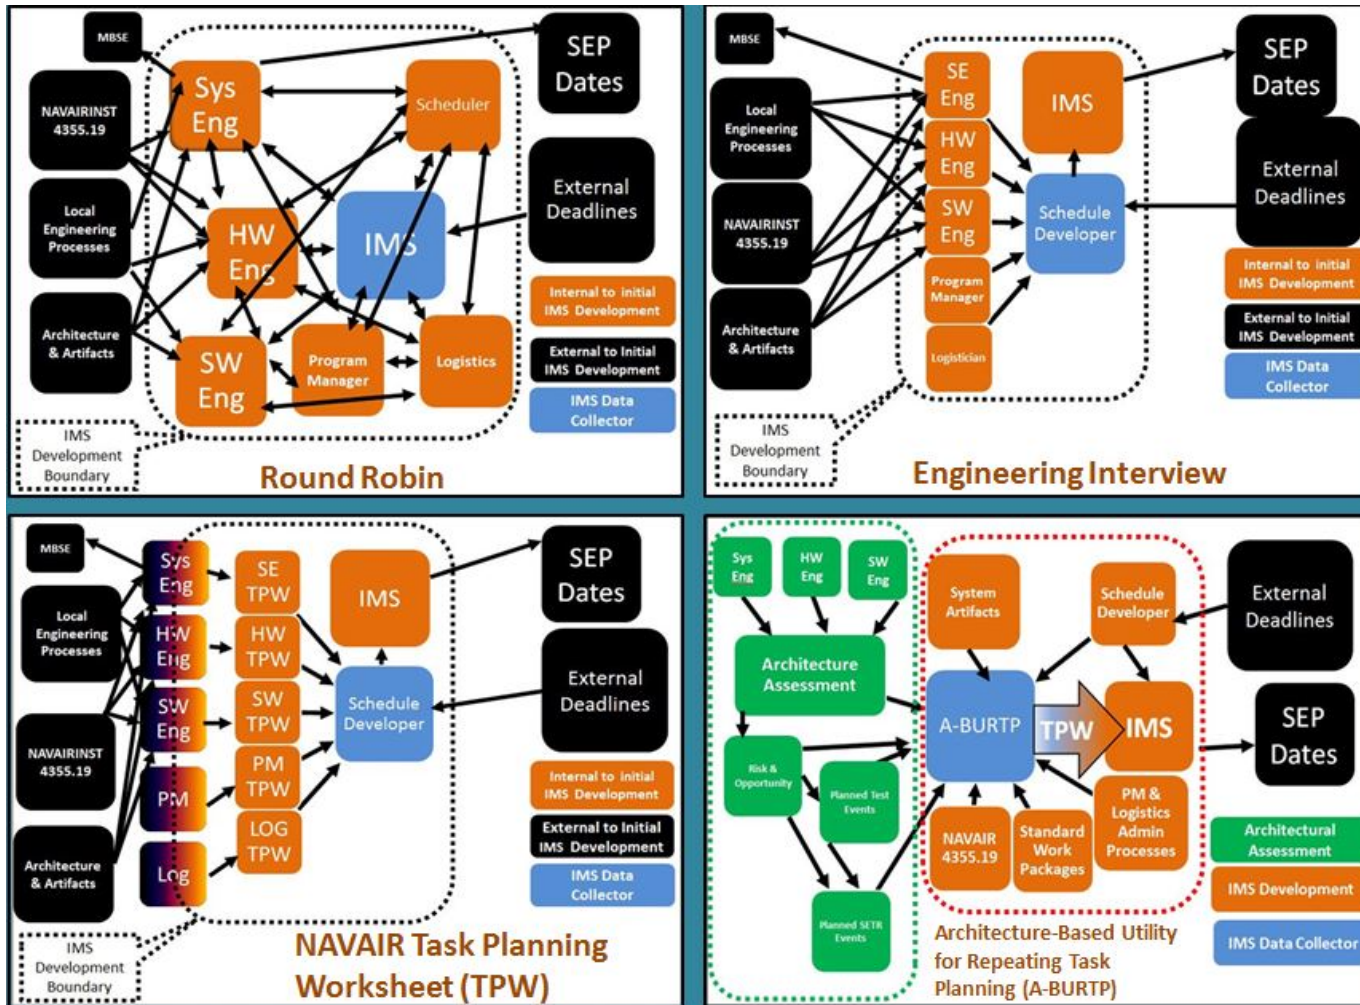 MBSE
Sys
Eng
Scheduler
SEP
Dates
NAVAIRINST
4355.19
Local
Engineering
Processes
HW
Eng
IMS
External
Deadlines
Architecture
& Artifacts
SW
Eng
Program
Manager
Logistics
Internal to initial
IMS Development
External to Initial
IMS Development
IMS Data
Collector
IMS
Development
Boundary
Round Robin
MBSE
SE
Eng
IMS
SEP
Dates
Local
Engineering
Processes
HW
Eng
External
Deadlines
NAVAIRINST
4355.19
SW
Eng
Schedule
Developer
Architecture
& Artifacts
Program
Manager
Logistician
Internal to initial
IMS Development
External to Initial
IMS Development
IMS Data
Collector
IMS
Development
Boundary
Engineering Interview
MBSE
Sys
Eng
SE
TPW
IMS
SEP
Dates
Local
Engineering
Processes
HW
Eng
HW
TPW
SW
Eng
SW
TPW
Schedule
Developer
External
Deadlines
NAVAIRINST
4355.19
PM
PM
TPW
Architecture
& Artifacts
Log
LOG
TPW
Internal to initial
IMS Development
External to Initial
IMS Development
IMS Data
Collector
IMS
Development
Boundary
NAVAIR Task Planning
Worksheet (TPW)
Sys
Eng
HW
Eng
SW
Eng
System
Artifacts
Schedule
Developer
External
Deadlines
Architecture
Assessment
A-BURTP
TPW
IMS
SEP
Dates
Risk &
Opportunity
Planned Test
Events
NAVAIR
4355.19
Standard
Work
Packages
PM &
Logistics
Admin
Processes
Planned SETR
Events
Architectural
Assessment
IMS Development
IMS Data Collector
Architecture-Based Utility
for Repeating Task
Planning (A-BURTP)